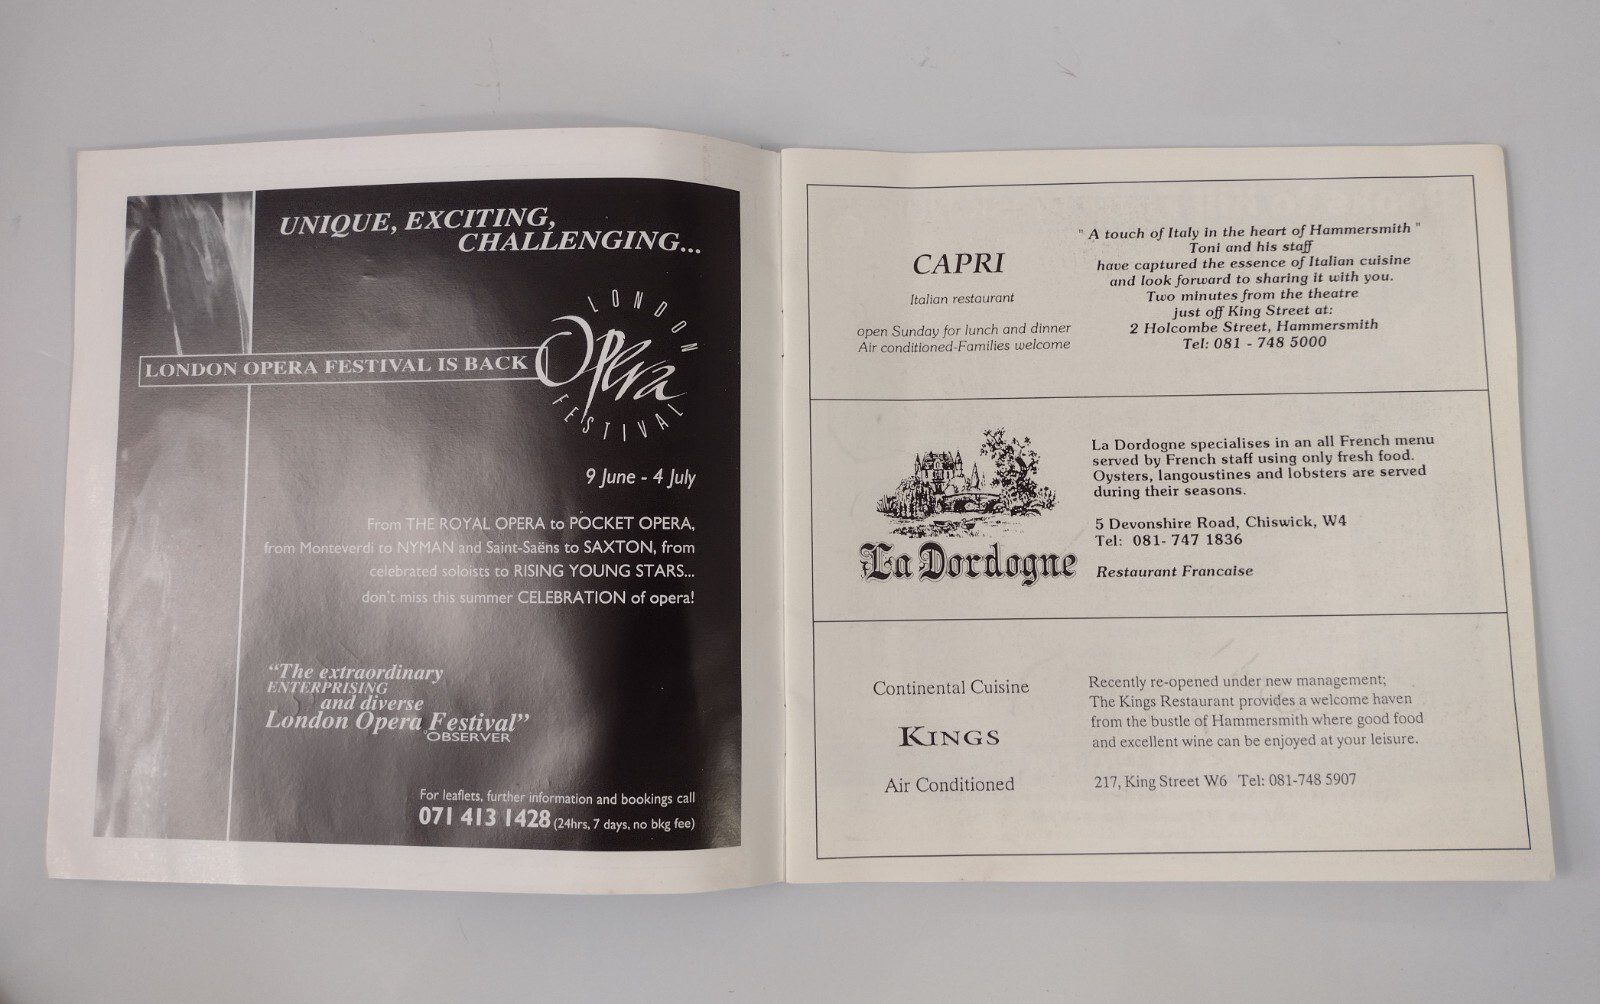 UNIQUE, EXCITING,
CHALLENGING...
LONDON
Opera
FESTIVAL
LONDON OPERA FESTIVAL IS BACK
9 June - 4 July
From THE ROYAL OPERA to POCKET OPERA,
from Monteverdi to NYMAN and Saint-Saëns to SAXTON, from
celebrated soloists to RISING YOUNG STARS...
don't miss this summer CELEBRATION of opera!
"The extraordinary
ENTERPRISING
and diverse
London Opera Festival"
OBSERVER
For leaflets, further information and bookings call
071 413 1428 (24hrs, 7 days, no bkg fee)
CAPRI
Italian restaurant
open Sunday for lunch and dinner
Air conditioned-Families welcome
" A touch of Italy in the heart of Hammersmith "
Toni and his staff
have captured the essence of Italian cuisine
and look forward to sharing it with you.
Two minutes from the theatre
just off King Street at:
2 Holcombe Street, Hammersmith
Tel: 081 - 748 5000
La Dordogne
La Dordogne specialises in an all French menu
served by French staff using only fresh food.
Oysters, langoustines and lobsters are served
during their seasons.
5 Devonshire Road, Chiswick, W4
Tel: 081- 747 1836
Restaurant Francaise
Continental Cuisine
KINGS
Air Conditioned
Recently re-opened under new management;
The Kings Restaurant provides a welcome haven
from the bustle of Hammersmith where good food
and excellent wine can be enjoyed at your leisure.
217, King Street W6 Tel: 081-748 5907